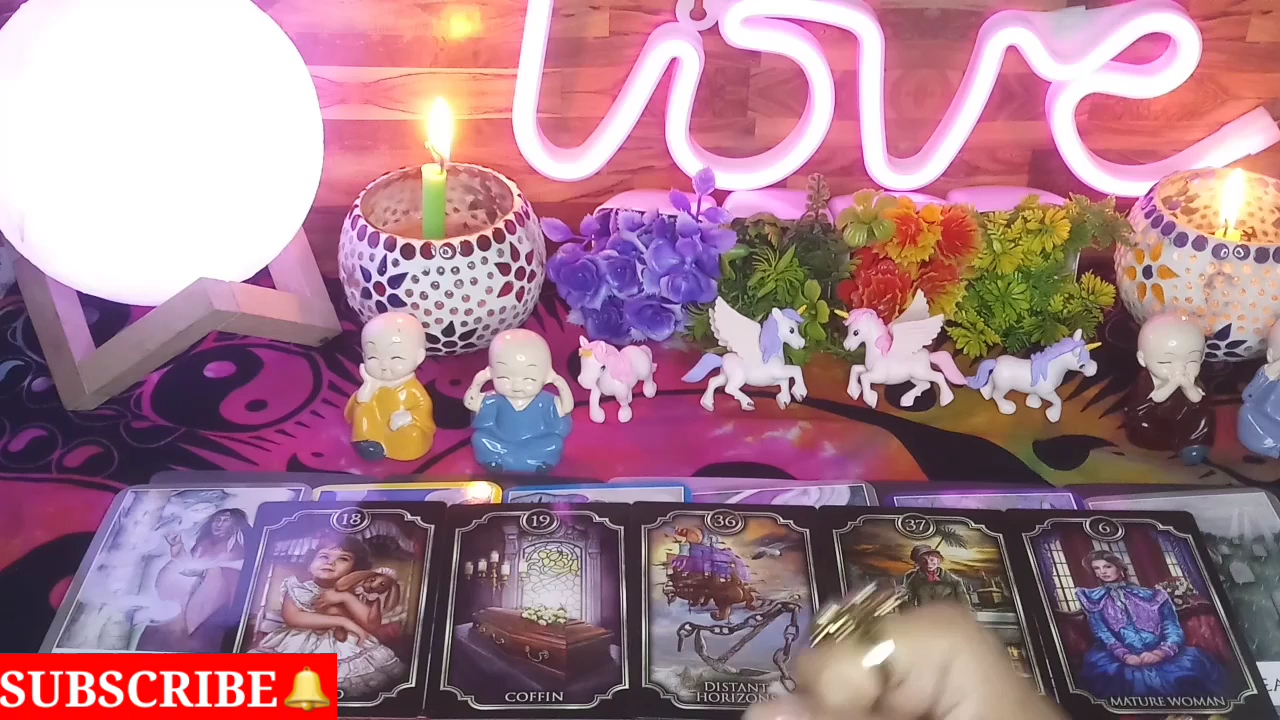 love
18
19
36
37
6
COFFIN
DISTANT
HORIZONS
MATURE WOMAN
SUBSCRIBE